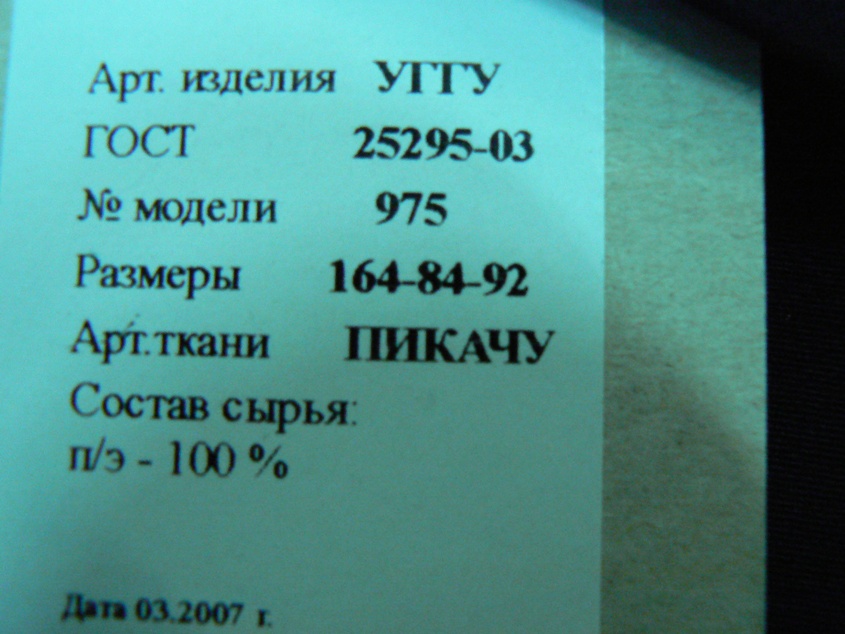 Арт. изделия УГГУ
ГОСТ 25295-03
№ модели 975
Размеры 164-84-92
Арт.ткани ПИКАЧУ
Состав сырья:
п/э - 100 %
Дата 03.2007 г.